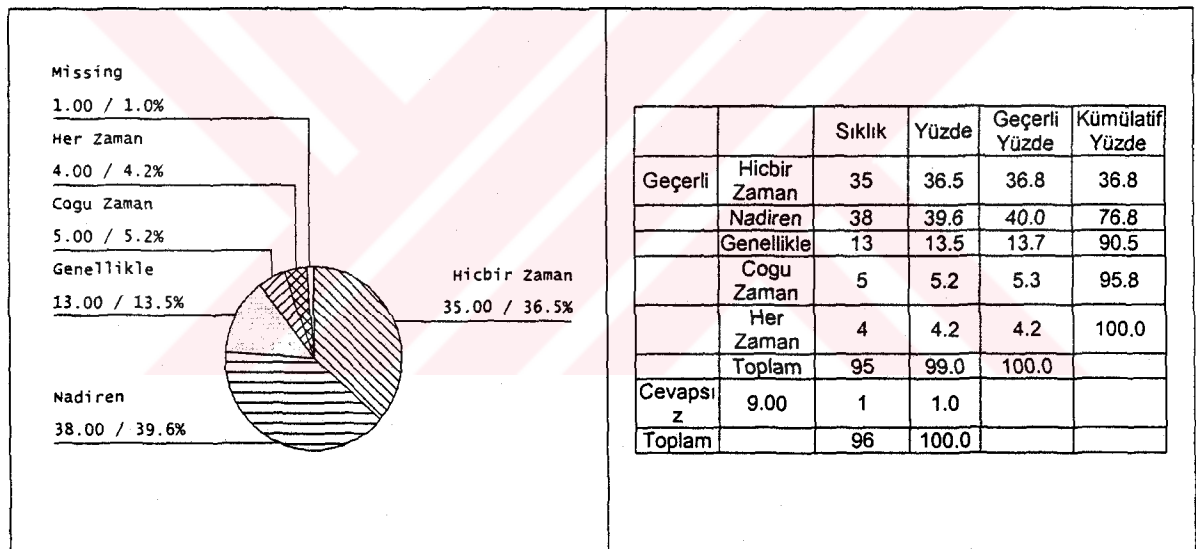 Missing
1.00 / 1.0%
Her Zaman
4.00 / 4.2%
Cogu Zaman
5.00 / 5.2%
Genellikle
13.00 / 13.5%
Nadiren
38.00 / 39.6%
Hicbir Zaman
35.00 / 36.5%
Sıklık Yüzde Geçerli Yüzde Kümülatif Yüzde
Geçerli Hicbir Zaman 35 36.5 36.8 36.8
Nadiren 38 39.6 40.0 76.8
Genellikle 13 13.5 13.7 90.5
Cogu Zaman 5 5.2 5.3 95.8
Her Zaman 4 4.2 4.2 100.0
Toplam 95 99.0 100.0
Cevapsı
z 9.00 1 1.0
Toplam 96 100.0